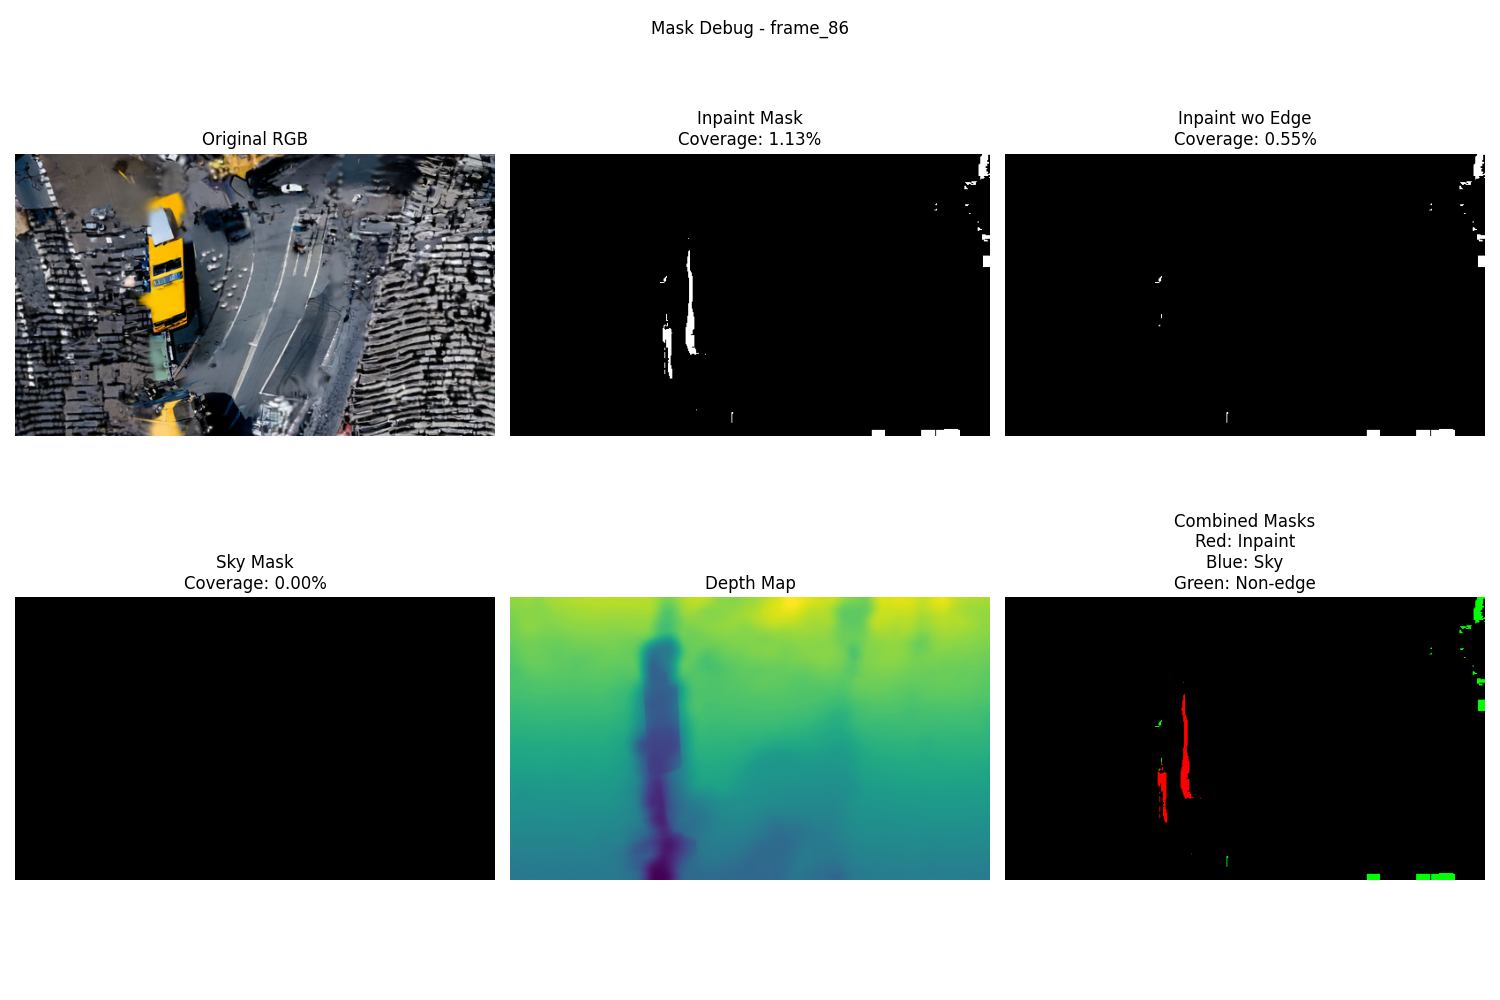 Mask Debug - frame_86
Original RGB
Inpaint Mask
Coverage: 1.13%
Inpaint wo Edge
Coverage: 0.55%
Sky Mask
Coverage: 0.00%
Depth Map
Combined Masks
Red: Inpaint
Blue: Sky
Green: Non-edge